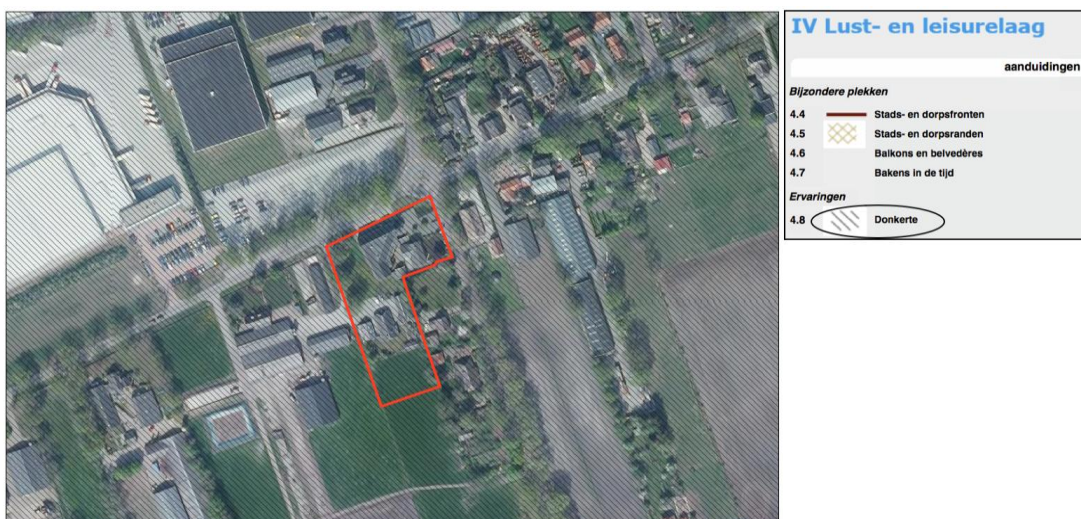 IV Lust- en leisurelaag
aanduidingen
Bijzondere plekken
4.4 Stads- en dorpsfronten
4.5 Stads- en dorpsranden
4.6 Balkons en belvedères
4.7 Bakens in de tijd
Ervaringen
4.8 Donkerte